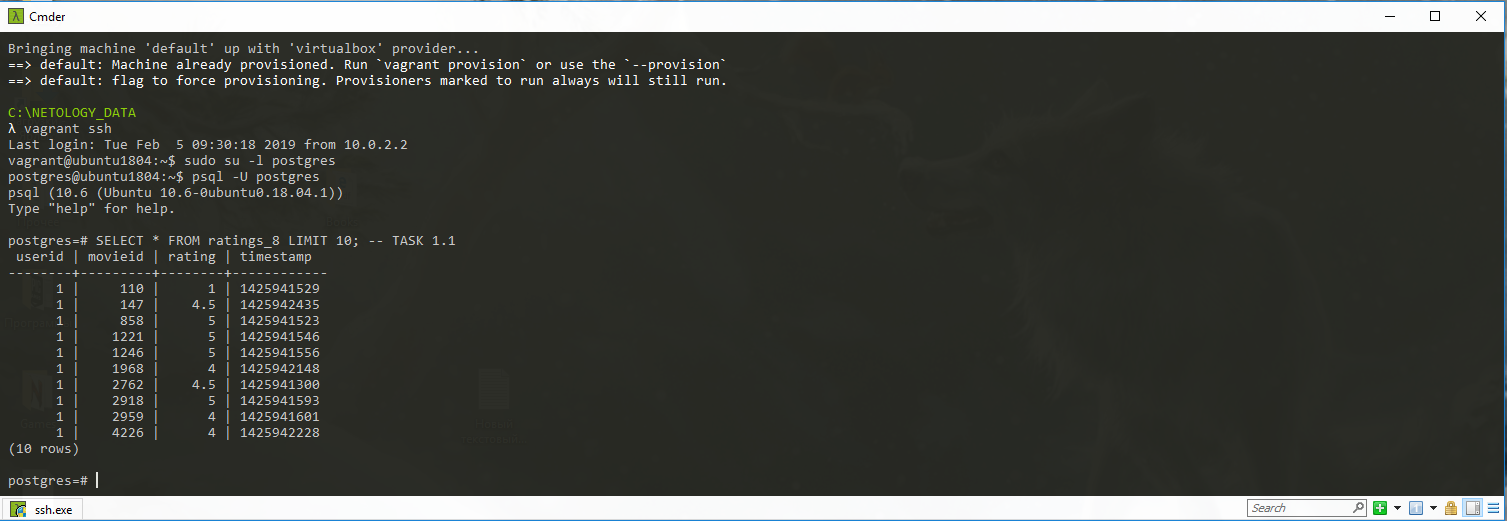 Cmder
Bringing machine 'default' up with 'virtualbox' provider...
==> default: Machine already provisioned. Run `vagrant provision` or use the `--provision`
==> default: flag to force provisioning. Provisioners marked to run always will still run.
C:\NETOLOGY_DATA
λ vagrant ssh
Last login: Tue Feb  5 09:30:18 2019 from 10.0.2.2
vagrant@ubuntu1804:~$ sudo su -l postgres
postgres@ubuntu1804:~$ psql -U postgres
psql (10.6 (Ubuntu 10.6-0ubuntu0.18.04.1))
Type "help" for help.
postgres=# SELECT * FROM ratings_8 LIMIT 10; -- TASK 1.1
 userid | movieid | rating | timestamp
--------+---------+--------+------------
      1 |     110 |      1 | 1425941529
      1 |     147 |    4.5 | 1425942435
      1 |     858 |      5 | 1425941523
      1 |    1221 |      5 | 1425941546
      1 |    1246 |      5 | 1425941556
      1 |    1968 |      4 | 1425942148
      1 |    2762 |    4.5 | 1425941300
      1 |    2918 |      5 | 1425941593
      1 |    2959 |      4 | 1425941601
      1 |    4226 |      4 | 1425942228
(10 rows)
postgres=#
ssh.exe
Search